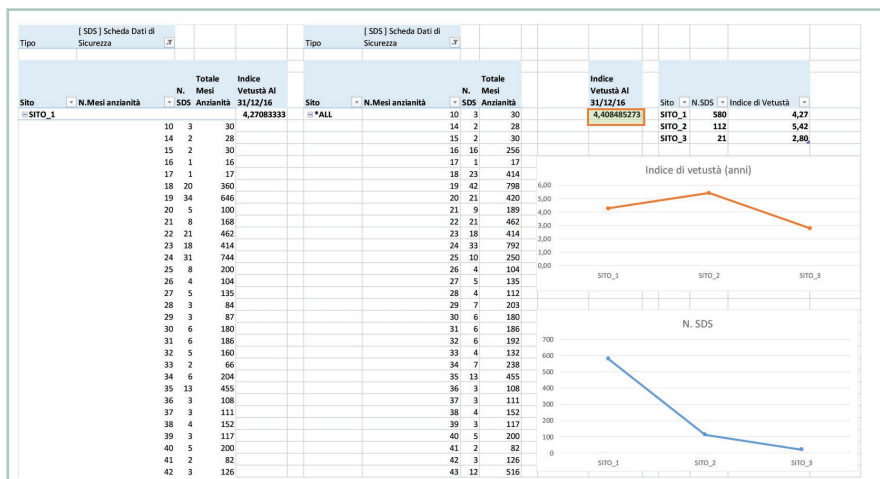 [ SDS ] Scheda Dati di [ SDS ] Scheda Dati di
Tipo Sicurezza Tipo Sicurezza
Totale Indice Totale Indice
N. Mesi Vetustà Al N. Mesi Vetustà Al
Sito N.Mesi anzianità SDS Anzianità 31/12/16 Sito N.Mesi anzianità SDS Anzianità 31/12/16 Sito N.SDS Indice di Vetustà
SITO_1 4,27083333 *ALL 10 3 30 4,408485273 SITO_1 580 4,27
10 3 30 14 2 28 SITO_2 112 5,42
14 2 28 15 2 30 SITO_3 21 2,80
15 2 30 16 16 256
16 1 16 17 1 17
17 1 17 18 23 414
18 20 360 19 42 798
19 34 646 20 21 420
20 5 100 21 9 189
21 8 168 22 21 462
22 21 462 23 18 414
23 18 414 24 33 792
24 31 744 25 10 250
25 8 200 26 4 104
26 4 104 27 5 135
27 5 135 28 4 112
28 3 84 29 7 203
29 3 87 30 6 180
30 6 180 31 6 186
31 6 186 32 6 192
32 5 160 33 4 132
33 2 66 34 7 238
34 6 204 35 13 455
35 13 455 36 3 108
36 3 108 37 3 111
37 3 111 38 4 152
38 4 152 39 3 117
39 3 117 40 5 200
40 5 200 41 2 82
41 2 82 42 3 126
42 3 126 43 12 516
Indice di vetustà (anni)
6,00
5,00
4,00
3,00
2,00
1,00
0,00
SITO_1 SITO_2 SITO_3
N. SDS
700
600
500
400
300
200
100
0
SITO_1 SITO_2 SITO_3